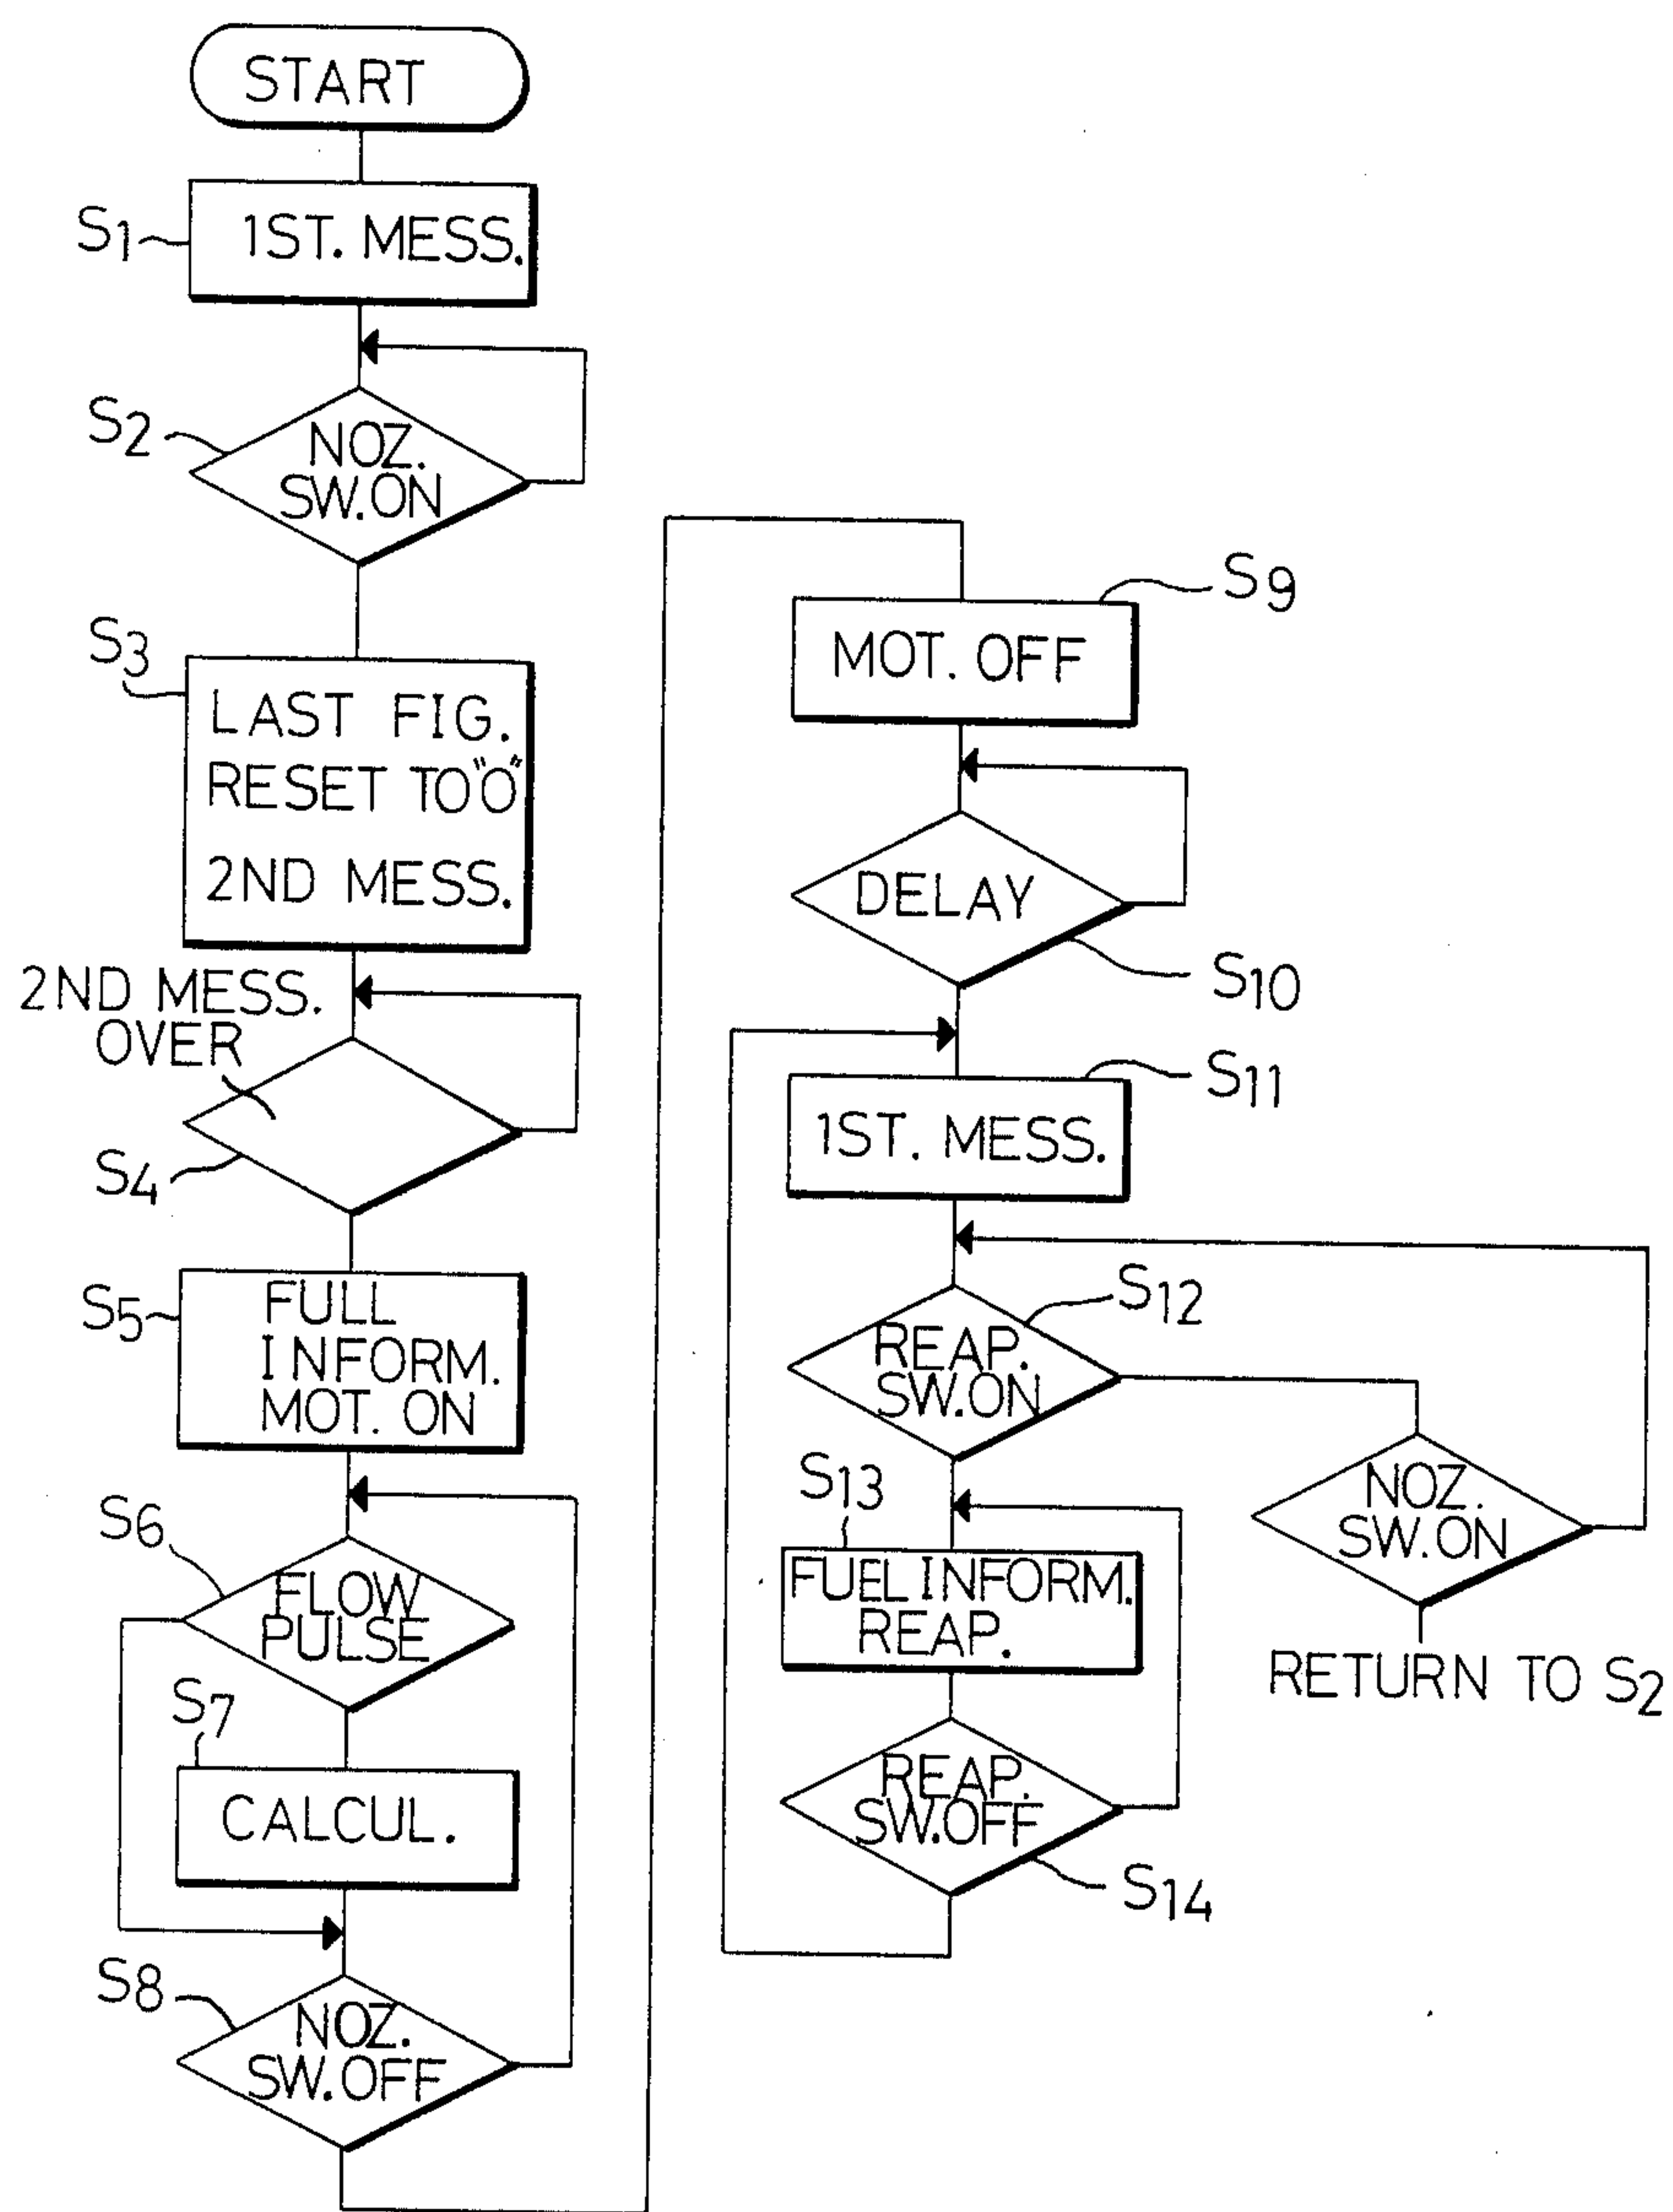 START
S1
1ST. MESS.
S2
NOZ.
SW.ON
S3
LAST FIG.
RESET TO "0"
2ND MESS.
2ND MESS.
OVER
S4
S5
FULL
INFORM.
MOT. ON
S6
FLOW
PULSE
S7
CALCUL.
S8
NOZ.
SW.OFF
S9
MOT. OFF
DELAY
S10
S11
1ST. MESS.
S12
REAP.
SW.ON
NOZ.
SW.ON
RETURN TO S2
S13
FUEL INFORM.
REAP.
REAP.
SW.OFF
S14